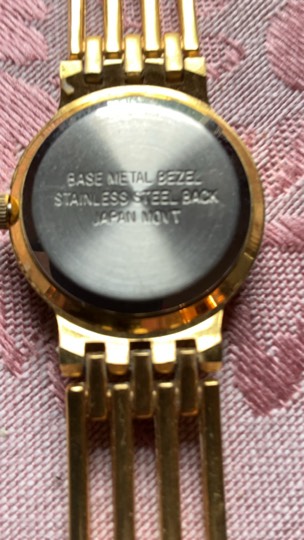 BASE METAL BEZEL
STAINLESS STEEL BACK
JAPAN MOVT